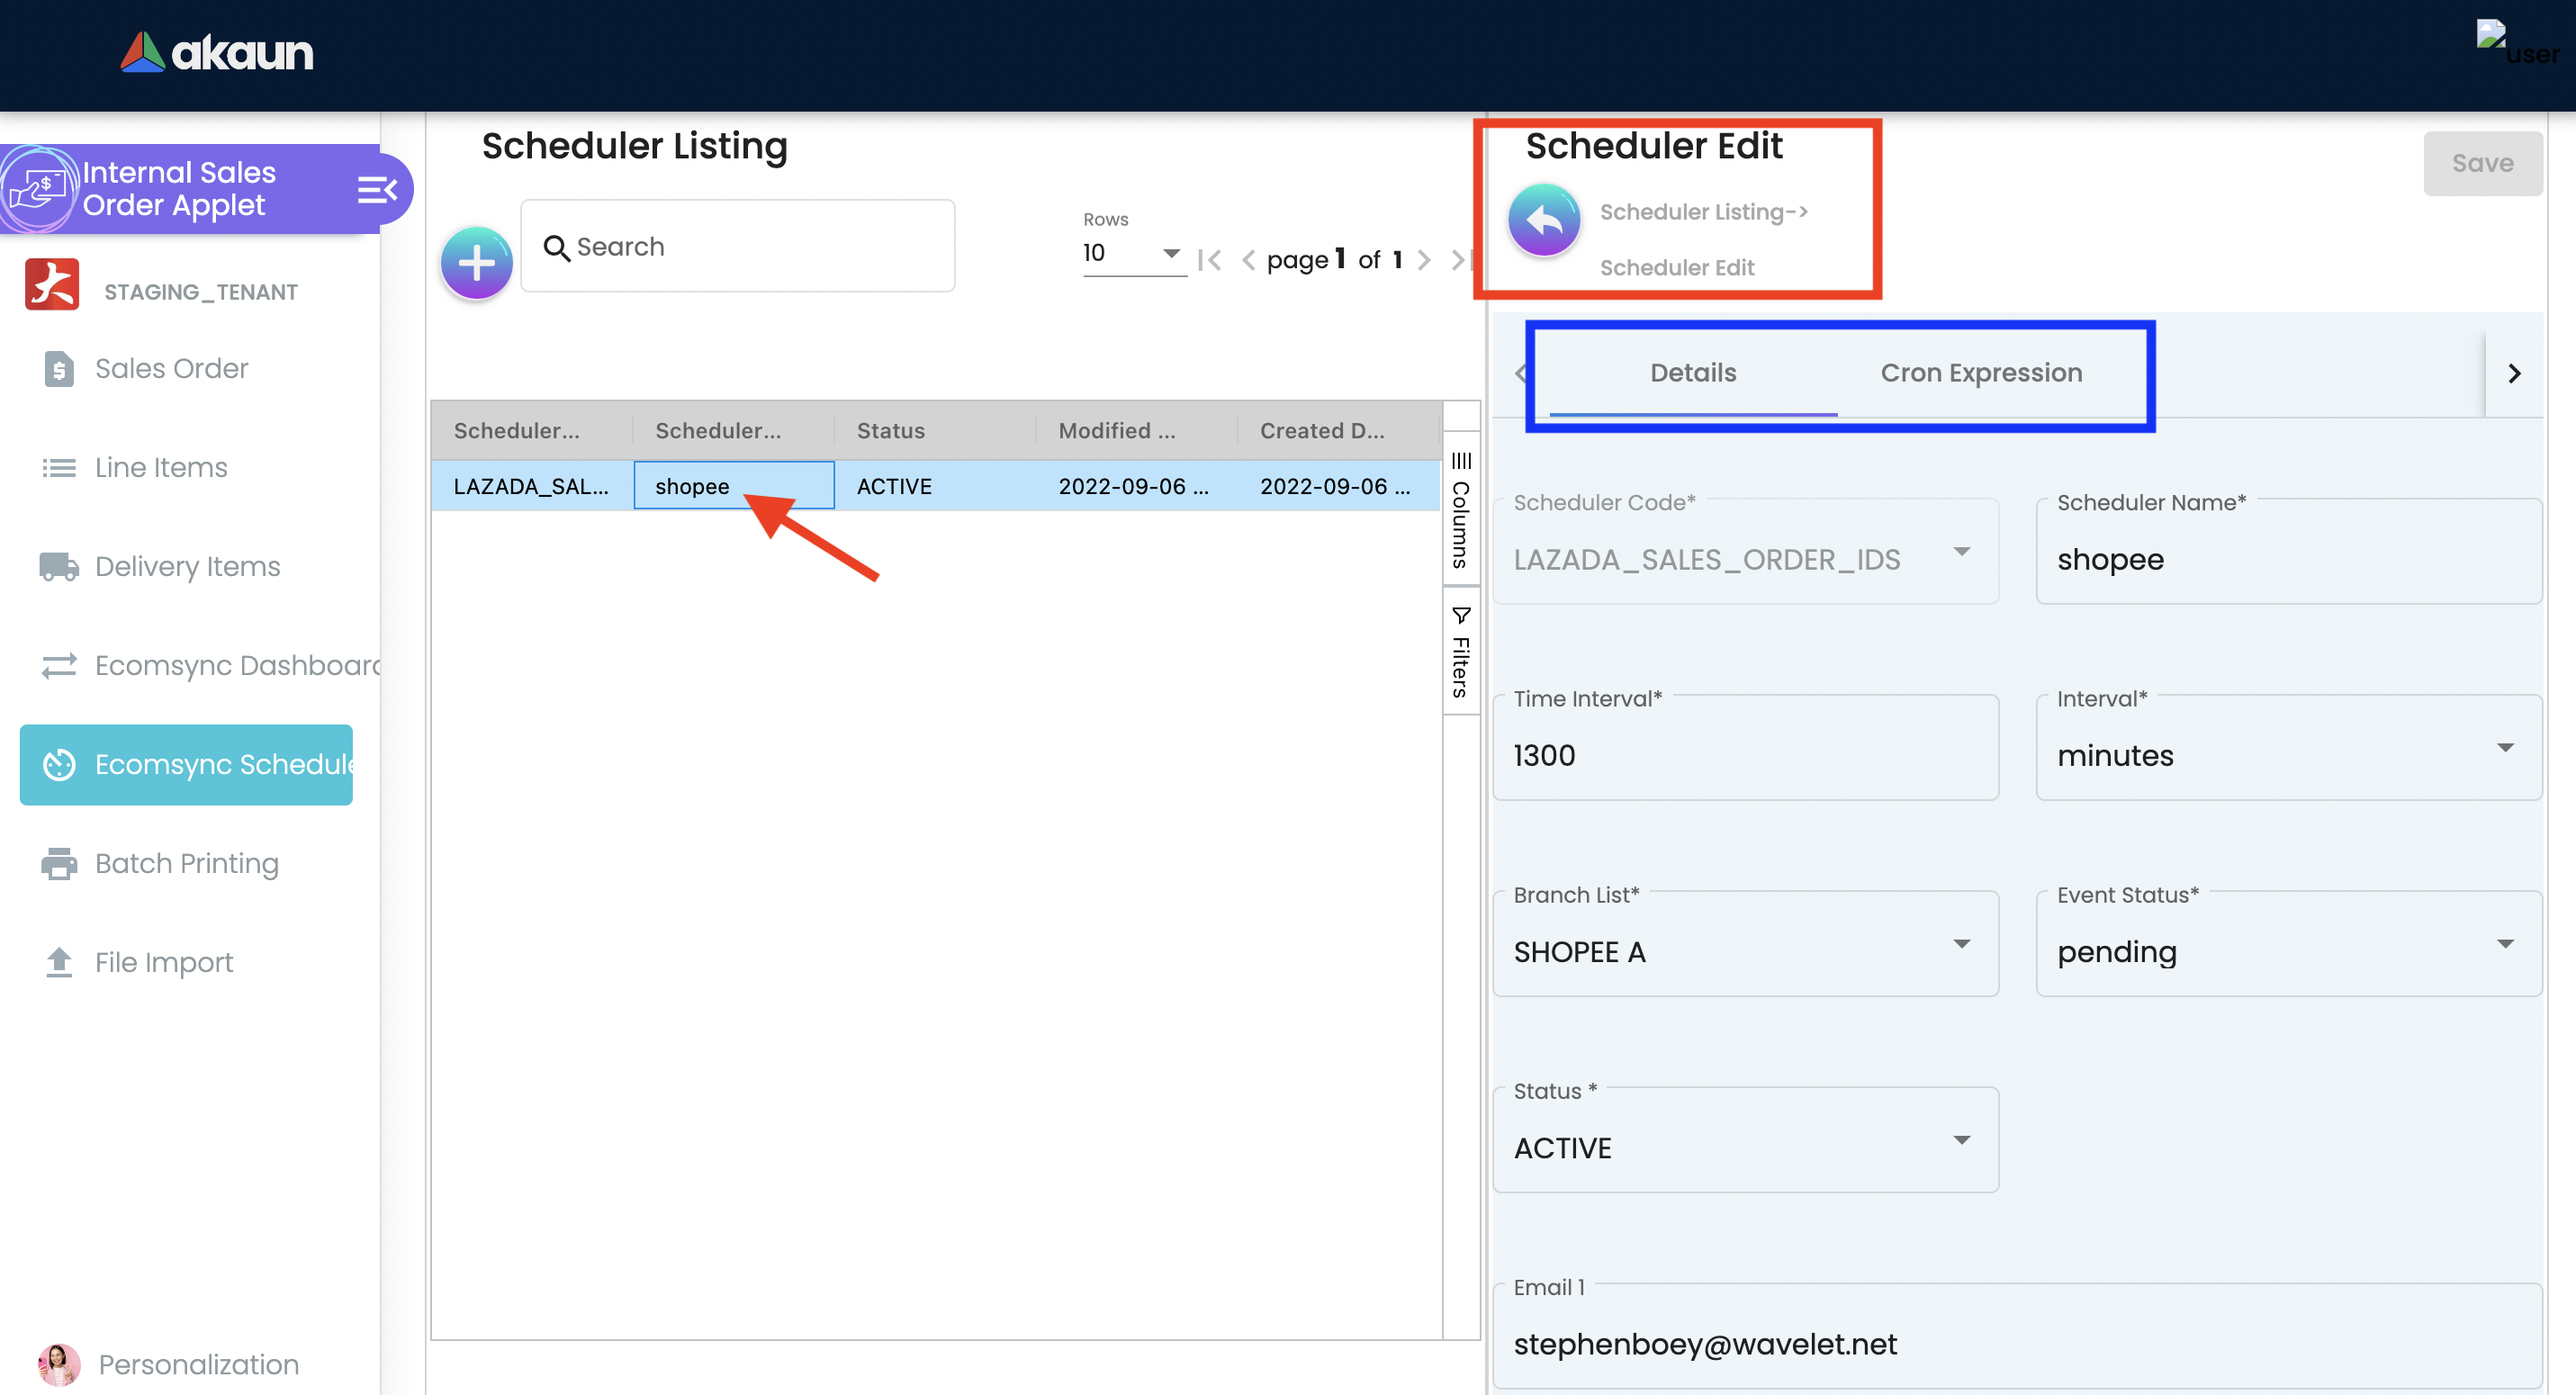 akaun
user
Internal Sales
Order Applet
STAGING_TENANT
Sales Order
Line Items
Delivery Items
Ecomsync Dashboard
Ecomsync Schedule
Batch Printing
File Import
Personalization
Scheduler Listing
Search
Rows
10
page 1 of 1
Scheduler... Scheduler... Status Modified ... Created D...
LAZADA_SAL... shopee ACTIVE 2022-09-06 ... 2022-09-06 ...
Columns
Filters
Scheduler Edit
Save
Scheduler Listing->
Scheduler Edit
Details Cron Expression
Scheduler Code* Scheduler Name*
LAZADA_SALES_ORDER_IDS shopee
Time Interval* Interval*
1300 minutes
Branch List* Event Status*
SHOPEE A pending
Status *
ACTIVE
Email 1
stephenboey@wavelet.net